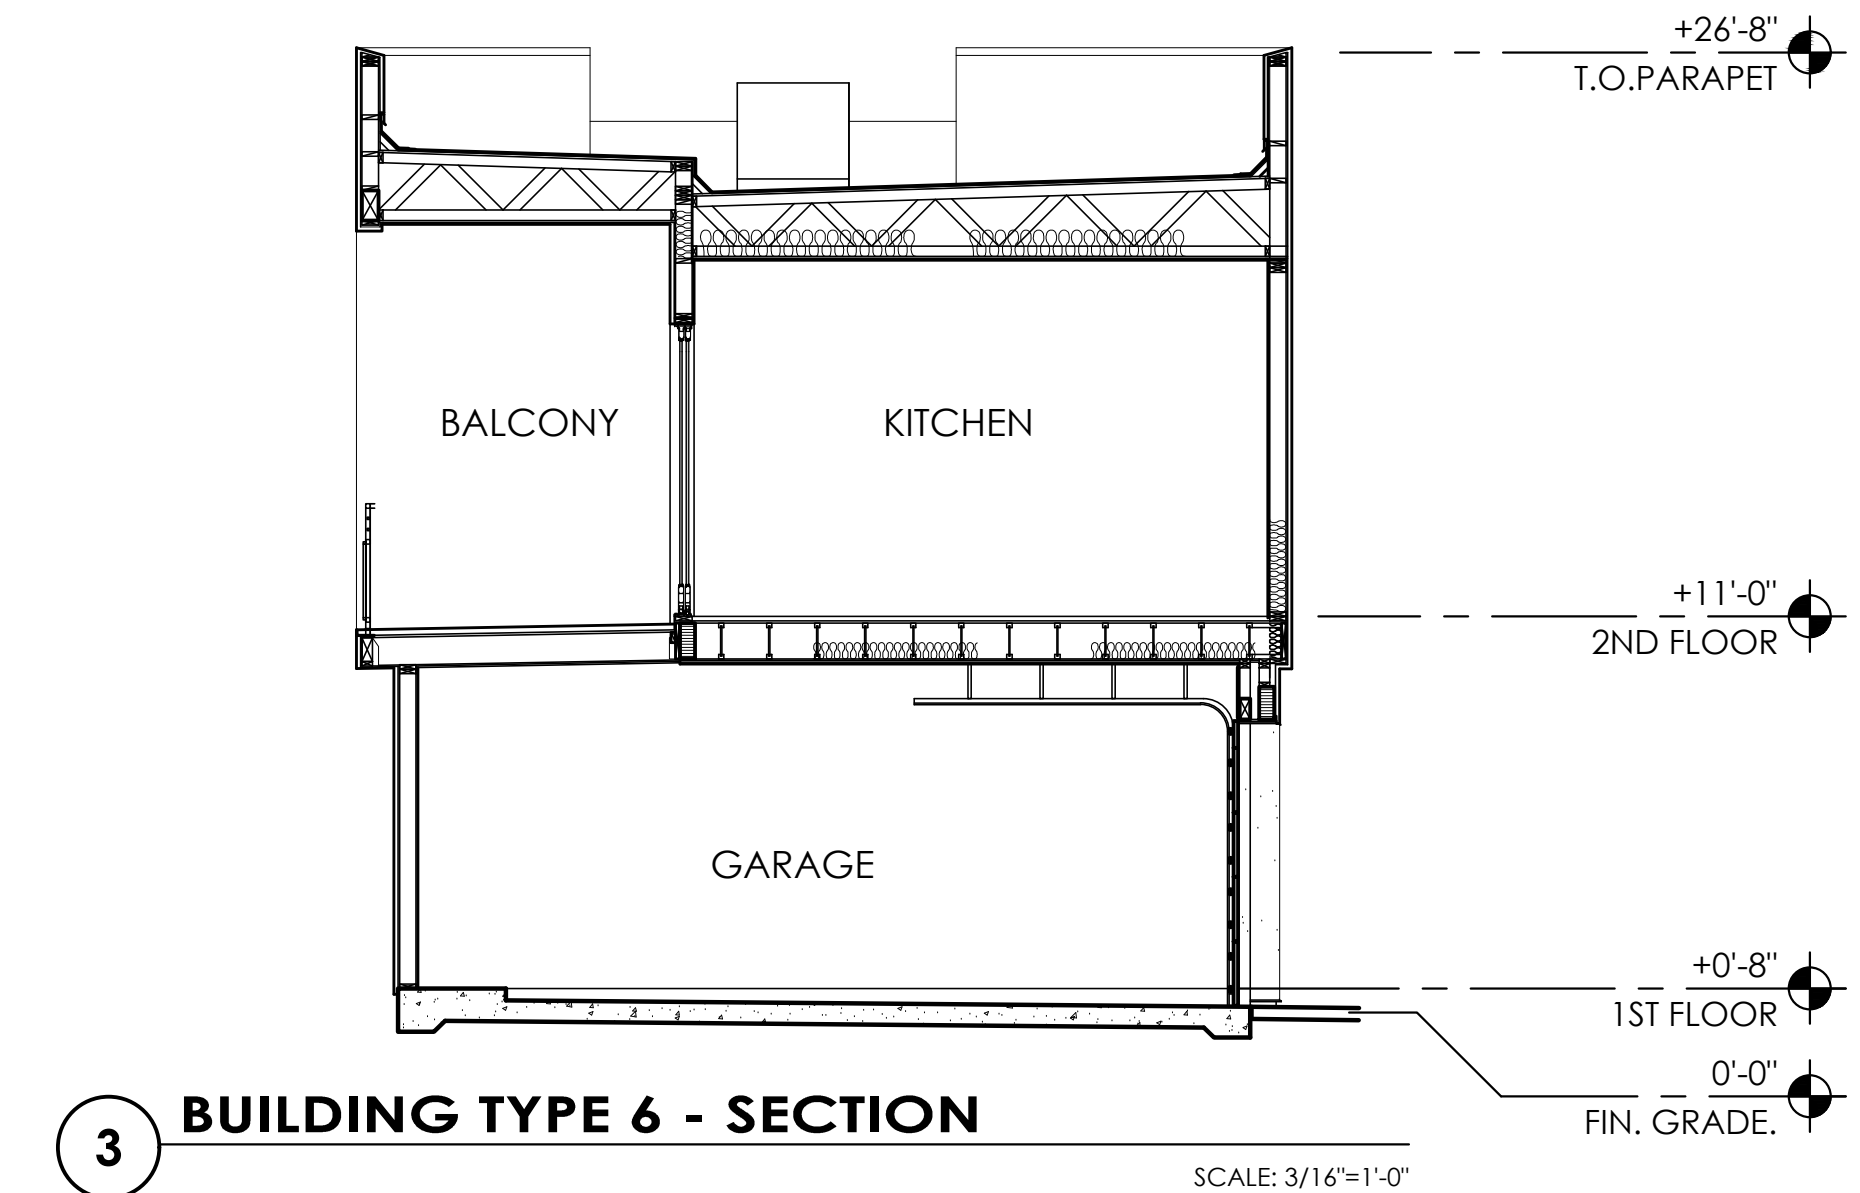 +26'-8"
T.O.PARAPET
BALCONY
KITCHEN
+11'-0"
2ND FLOOR
GARAGE
+0'-8"
1ST FLOOR
0'-0"
FIN. GRADE.
3
BUILDING TYPE 6 - SECTION
SCALE: 3/16"=1'-0"